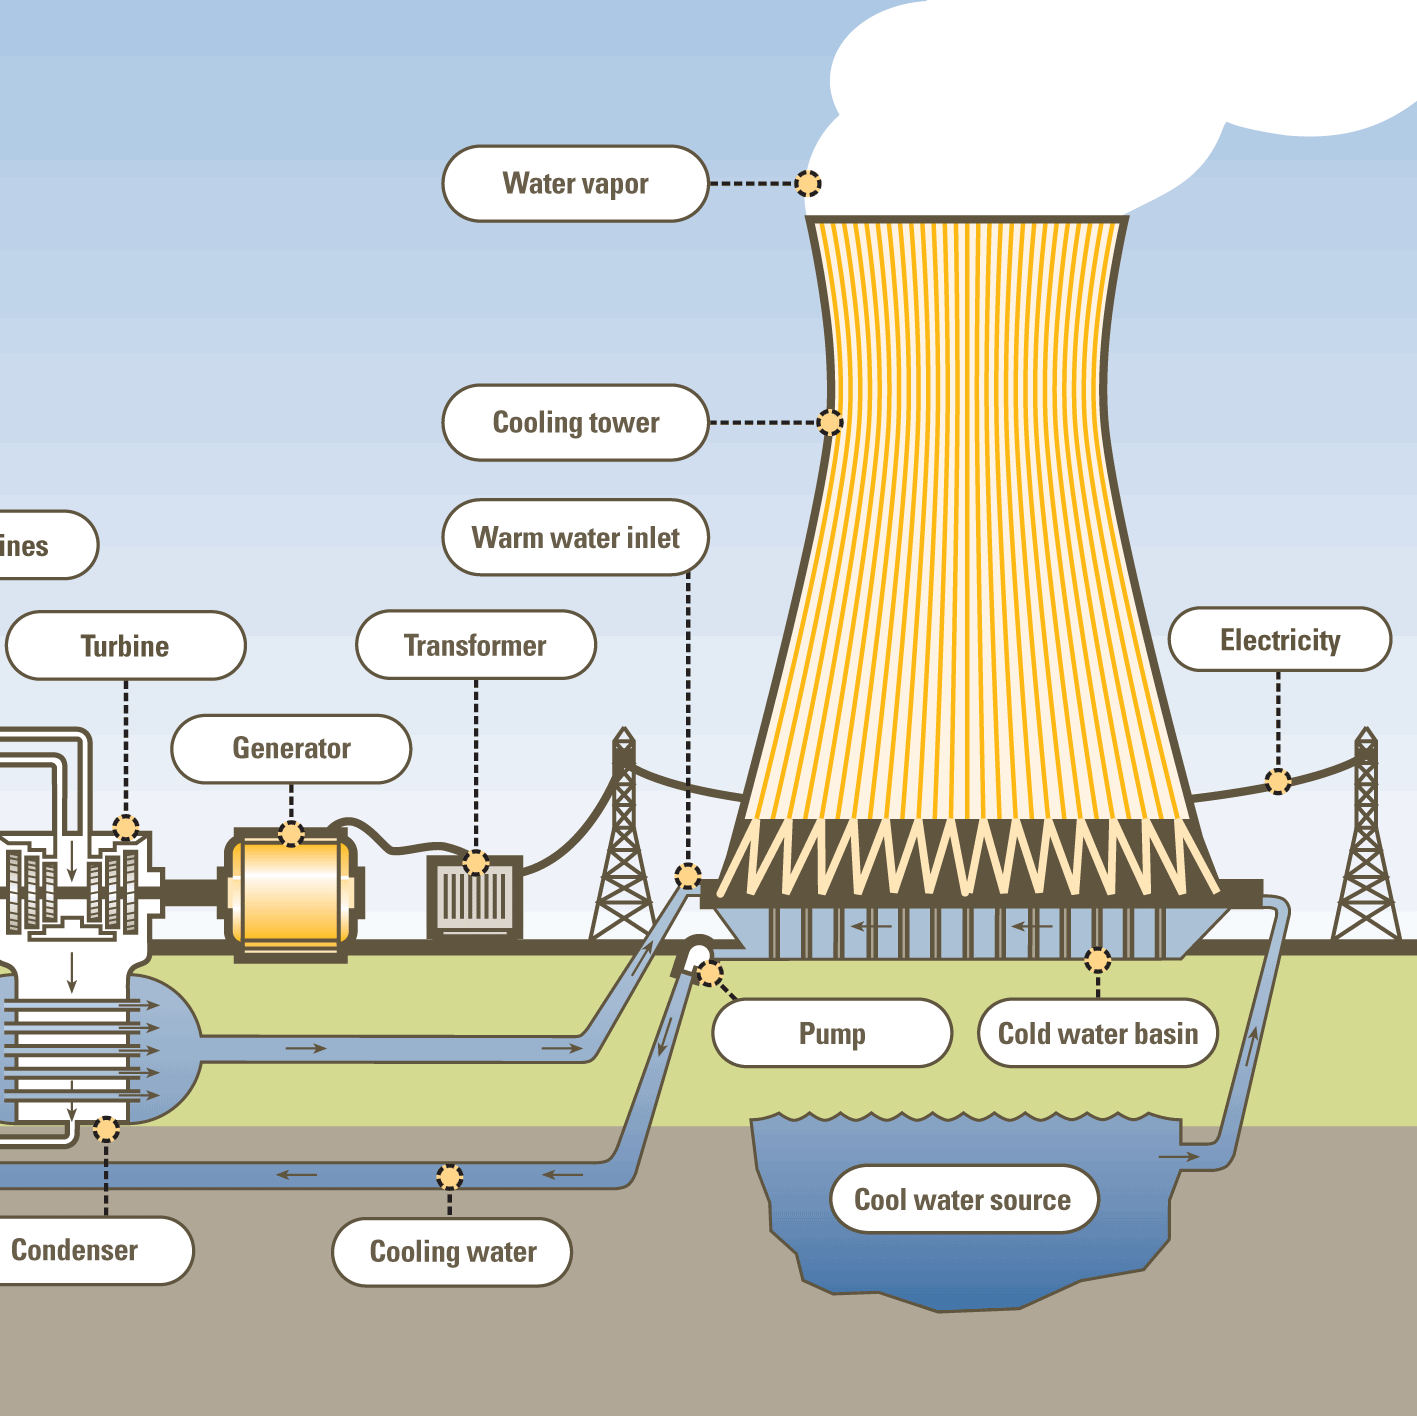 Water vapor
Cooling tower
Warm water inlet
ines
Turbine
Transformer
Electricity
Generator
Pump
Cold water basin
Cool water source
Condenser
Cooling water